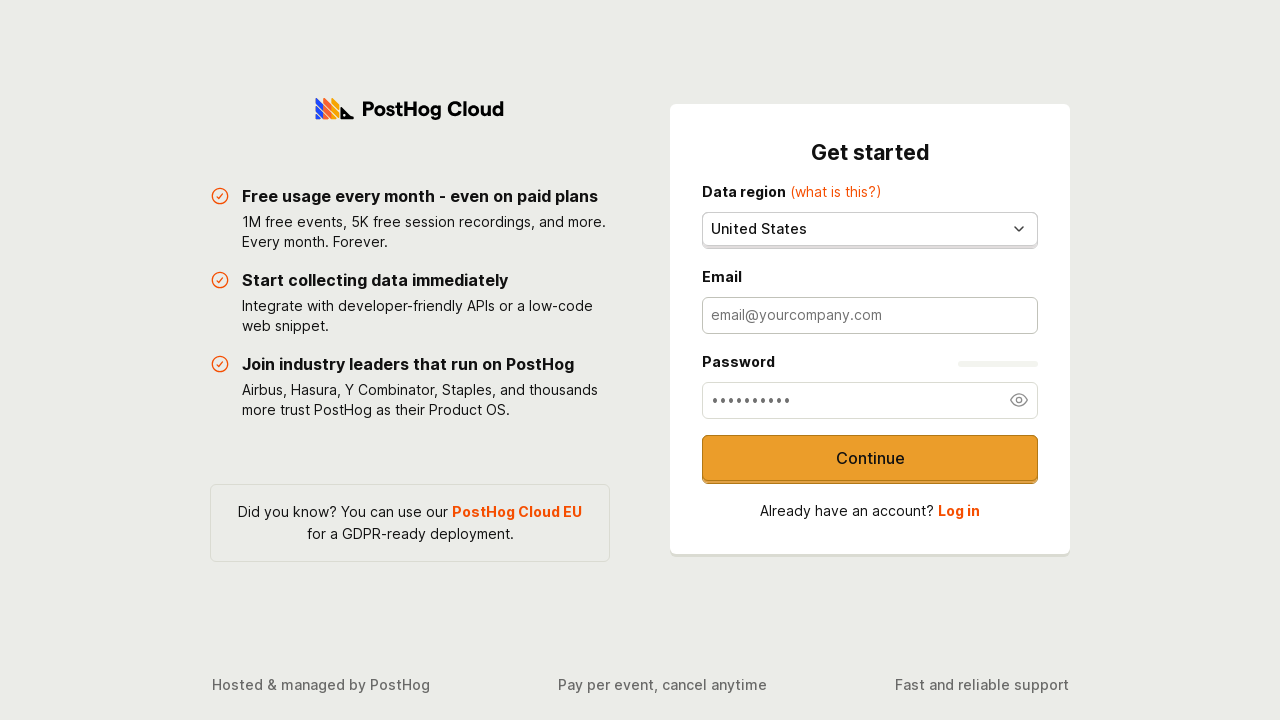 PostHog Cloud
Free usage every month - even on paid plans
1M free events, 5K free session recordings, and more.
Every month. Forever.
Start collecting data immediately
Integrate with developer-friendly APIs or a low-code
web snippet.
Join industry leaders that run on PostHog
Airbus, Hasura, Y Combinator, Staples, and thousands
more trust PostHog as their Product OS.
Did you know? You can use our PostHog Cloud EU
for a GDPR-ready deployment.
Get started
Data region (what is this?)
United States
Email
email@yourcompany.com
Password
••••••••••
Continue
Already have an account? Log in
Hosted & managed by PostHog
Pay per event, cancel anytime
Fast and reliable support